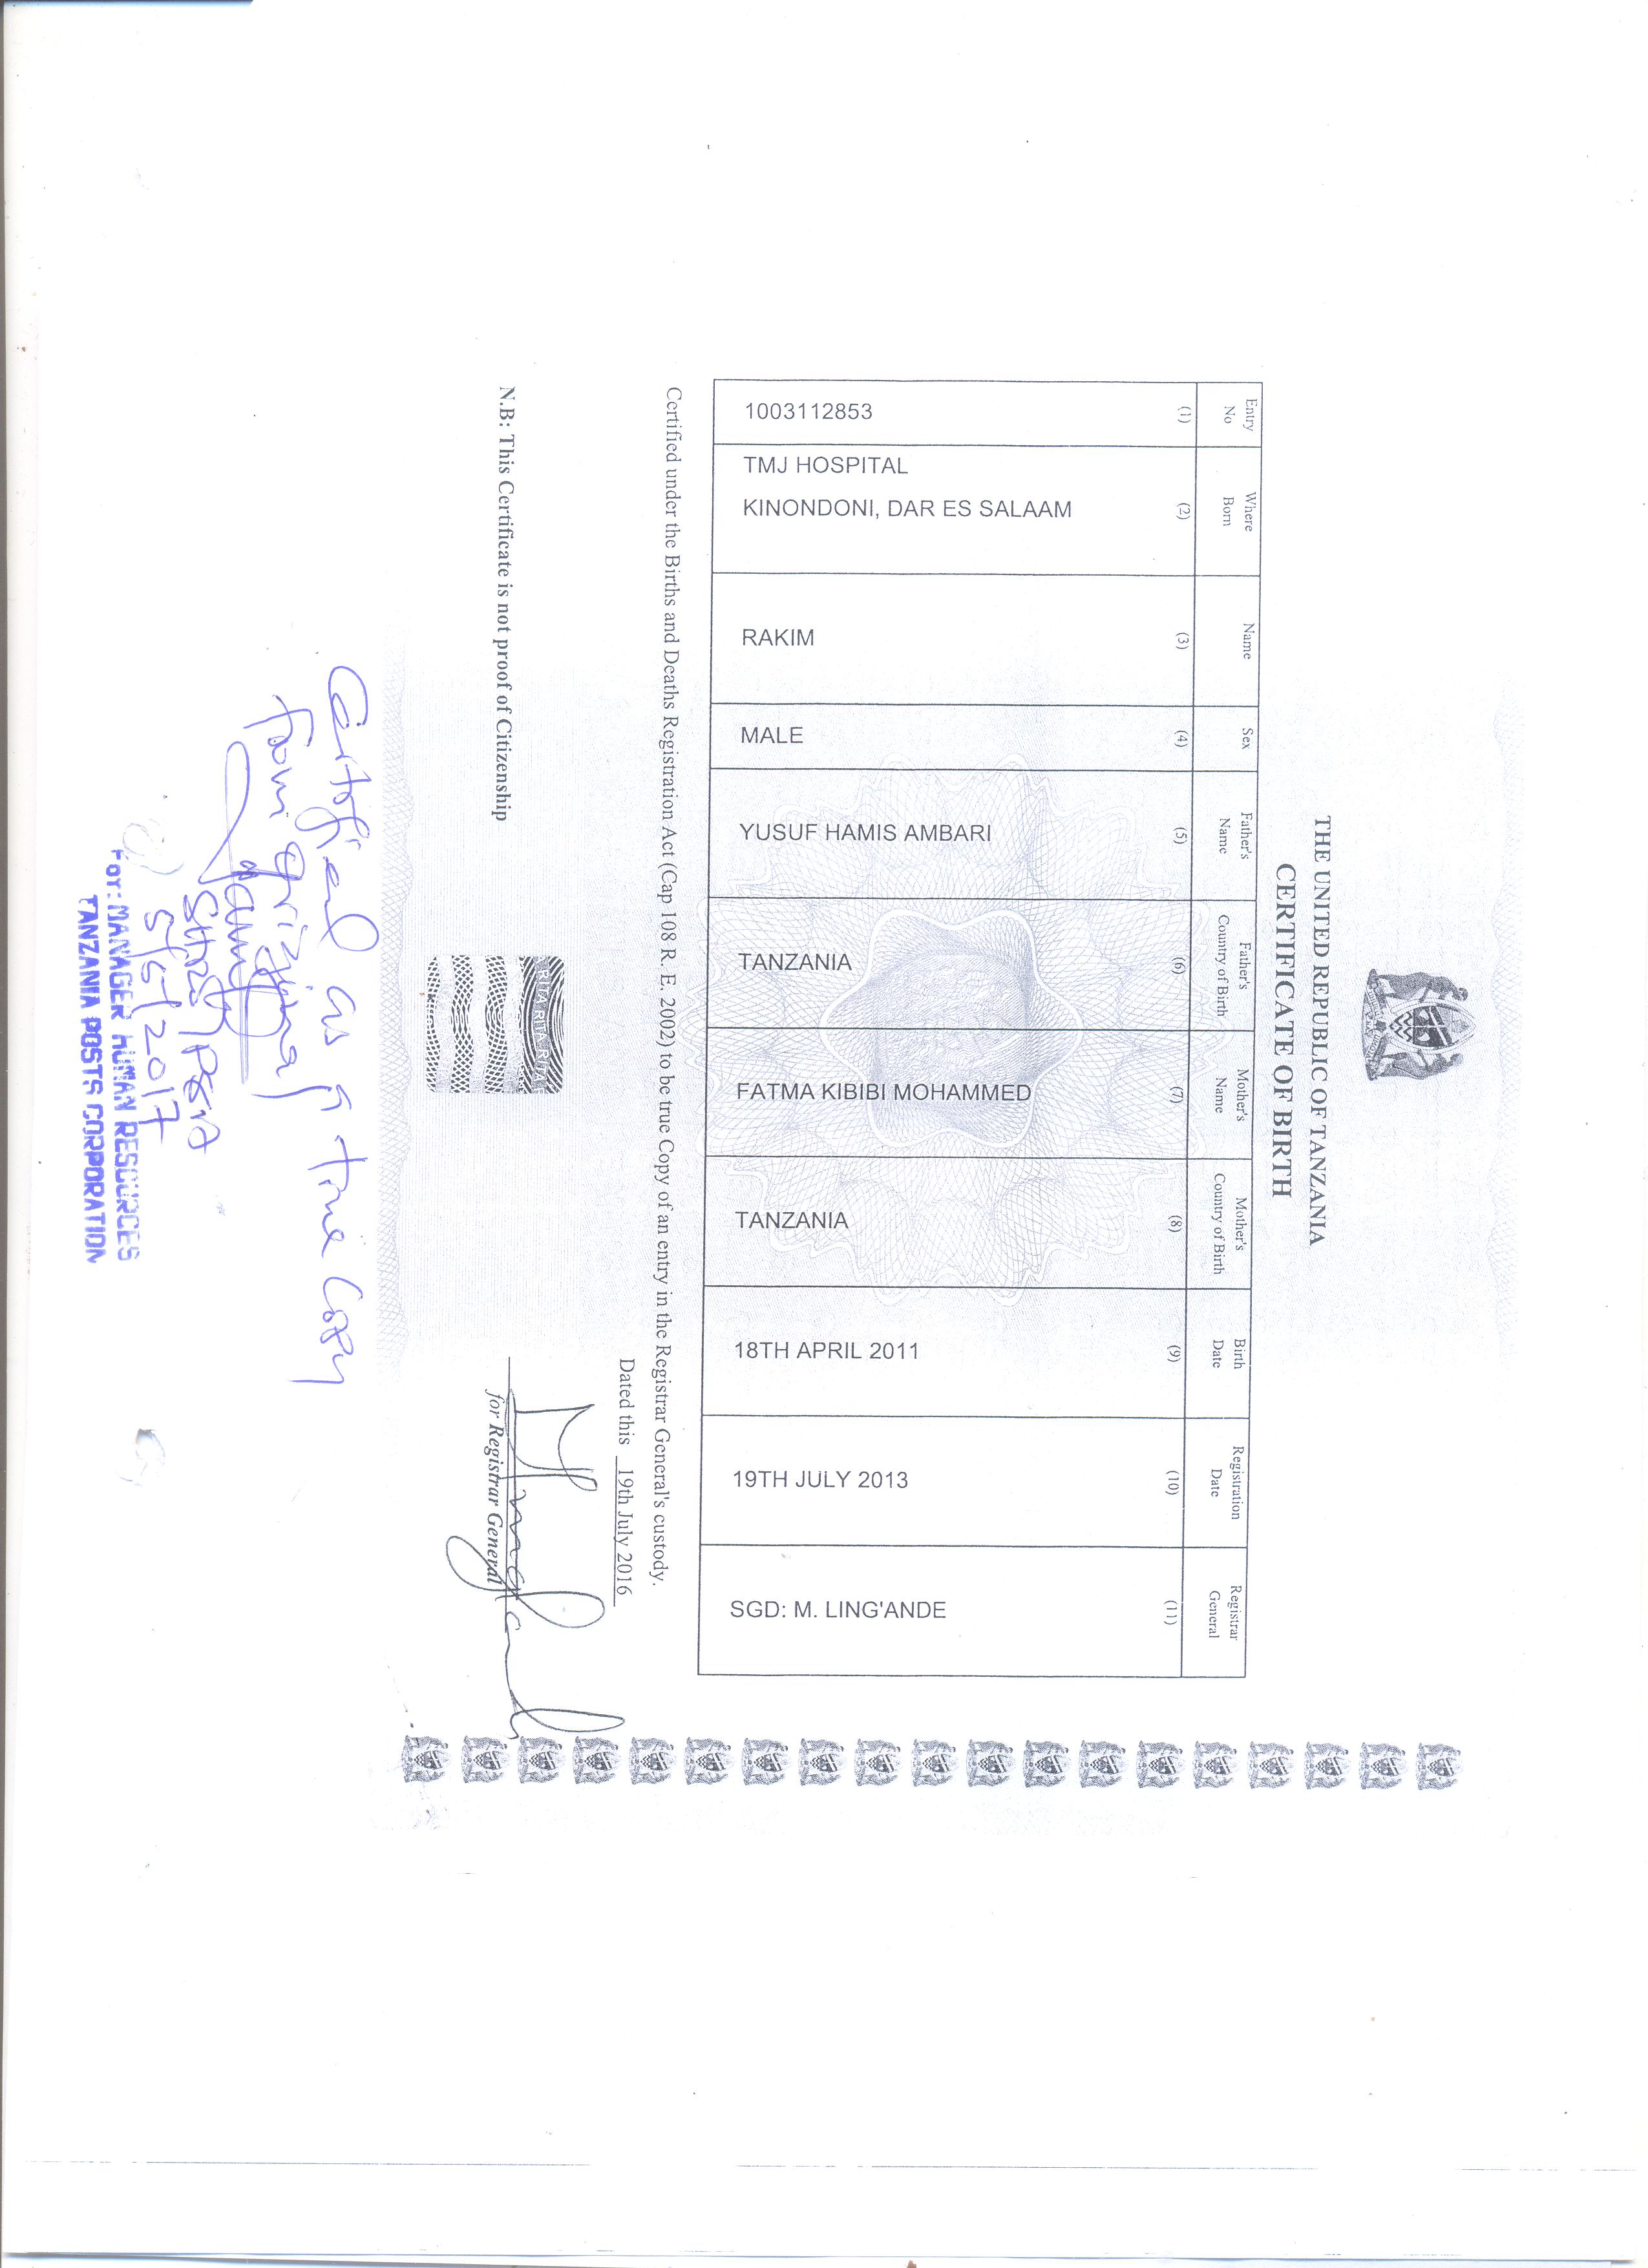 THE UNITED REPUBLIC OF TANZANIA
CERTIFICATE OF BIRTH
Entry No
Where Born
Name
Sex
Father's Name
Father's Country of Birth
Mother's Name
Mother's Country of Birth
Birth Date
Registration Date
Registrar General
(1) (2) (3) (4) (5) (6) (7) (8) (9) (10) (11)
1003112853
TMJ HOSPITAL
KINONDONI, DAR ES SALAAM
RAKIM
MALE
YUSUF HAMIS AMBARI
TANZANIA
FATMA KIBIBI MOHAMMED
TANZANIA
18TH APRIL 2011
19TH JULY 2013
SGD: M. LING'ANDE
Certified under the Births and Deaths Registration Act (Cap 108 R. E. 2002) to be true Copy of an entry in the Registrar General's custody.
Dated this 19th July 2016
for Registrar General
N.B: This Certificate is not proof of Citizenship
RITA RITA RITA
Certified as a true Copy
from original
5/5/2017
For: MANAGER HUMAN RESOURCES
TANZANIA POSTS CORPORATION